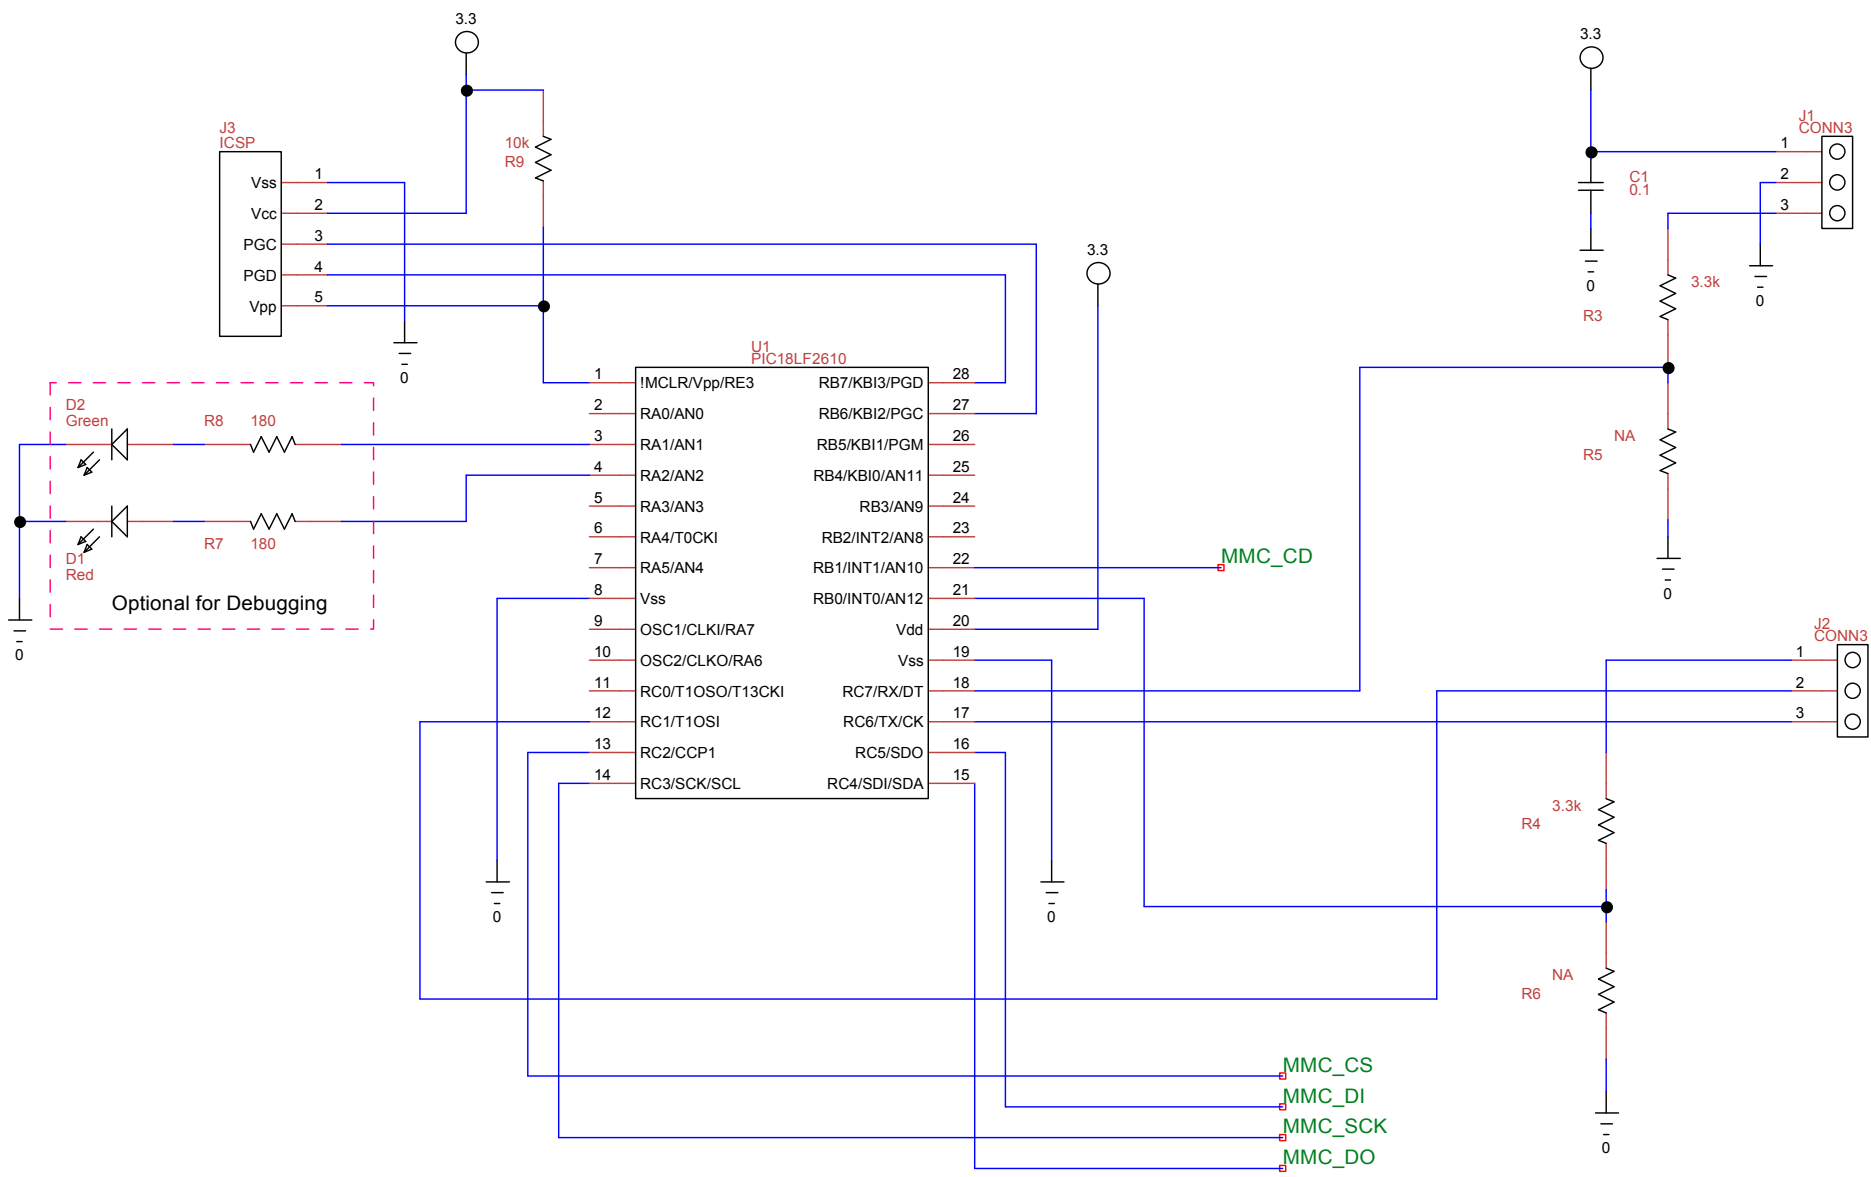 3.3
J3
ICSP
Vss 1
Vcc 2
PGC 3
PGD 4
Vpp 5
10k
R9
0
D2
Green
R8 180
D1
Red
R7 180
Optional for Debugging
0
U1
PIC18LF2610
1 !MCLR/Vpp/RE3
2 RA0/AN0
3 RA1/AN1
4 RA2/AN2
5 RA3/AN3
6 RA4/T0CKI
7 RA5/AN4
8 Vss
9 OSC1/CLKI/RA7
10 OSC2/CLKO/RA6
11 RC0/T1OSO/T13CKI
12 RC1/T1OSI
13 RC2/CCP1
14 RC3/SCK/SCL
RB7/KBI3/PGD 28
RB6/KBI2/PGC 27
RB5/KBI1/PGM 26
RB4/KBI0/AN11 25
RB3/AN9 24
RB2/INT2/AN8 23
RB1/INT1/AN10 22
RB0/INT0/AN12 21
Vdd 20
Vss 19
RC7/RX/DT 18
RC6/TX/CK 17
RC5/SDO 16
RC4/SDI/SDA 15
0
0
3.3
MMC_CD
3.3
C1
0.1
0
J1
CONN3
1
2
3
0
3.3k
R3
NA
R5
0
J2
CONN3
1
2
3
3.3k
R4
NA
R6
0
MMC_CS
MMC_DI
MMC_SCK
MMC_DO